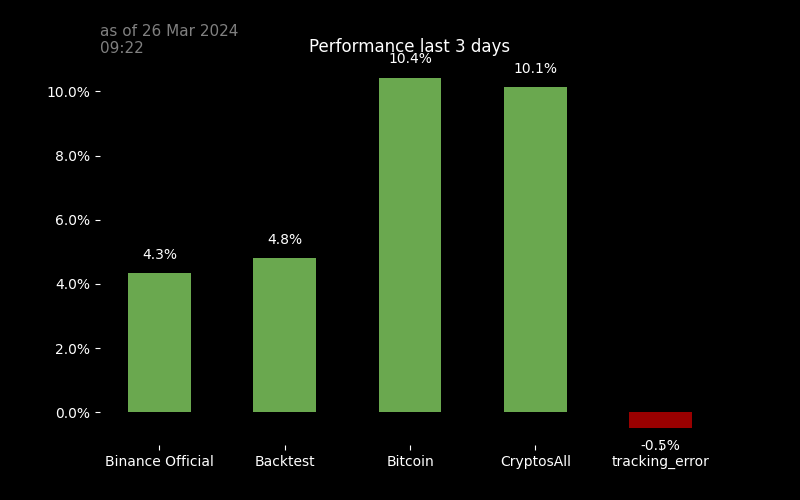 as of 26 Mar 2024
09:22
Performance last 3 days
10.4%
10.1%
10.0%
8.0%
6.0%
4.8%
4.3%
4.0%
2.0%
0.0%
-0.5%
Binance Official
Backtest
Bitcoin
CryptosAll
tracking_error